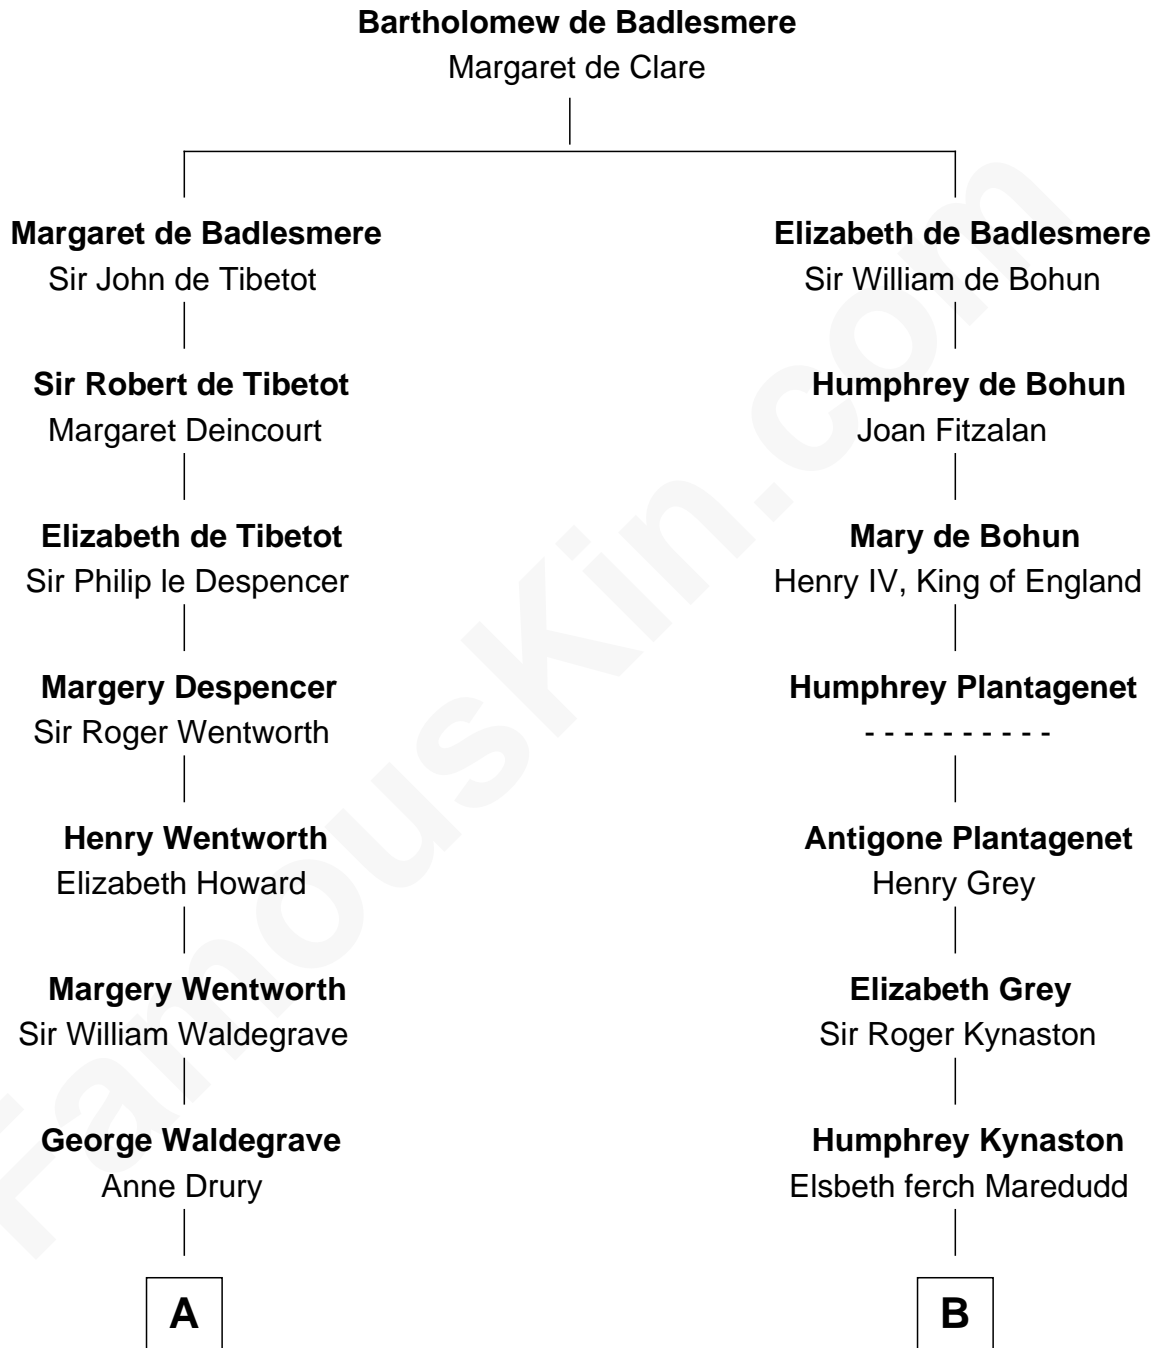 Bartholomew de Badlesmere
Margaret de Clare
Margaret de Badlesmere
Sir John de Tibetot
Elizabeth de Badlesmere
Sir William de Bohun
Sir Robert de Tibetot
Margaret Deincourt
Humphrey de Bohun
Joan Fitzalan
Elizabeth de Tibetot
Sir Philip le Despencer
Mary de Bohun
Henry IV, King of England
Margery Despencer
Sir Roger Wentworth
Humphrey Plantagenet
- - - - - - - - - -
Henry Wentworth
Elizabeth Howard
Antigone Plantagenet
Henry Grey
Margery Wentworth
Sir William Waldegrave
Elizabeth Grey
Sir Roger Kynaston
George Waldegrave
Anne Drury
Humphrey Kynaston
Elsbeth ferch Maredudd
A
B
FamousKin.com